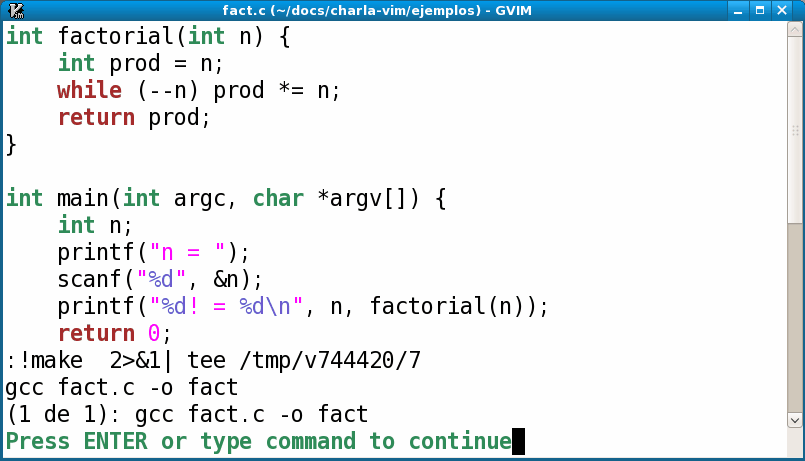 fact.c (~/docs/charla-vim/ejemplos) - GVIM
int factorial(int n) {
    int prod = n;
    while (--n) prod *= n;
    return prod;
}
int main(int argc, char *argv[]) {
    int n;
    printf("n = ");
    scanf("%d", &n);
    printf("%d! = %d\n", n, factorial(n));
    return 0;
:!make  2>&1| tee /tmp/v744420/7
gcc fact.c -o fact
(1 de 1): gcc fact.c -o fact
Press ENTER or type command to continue